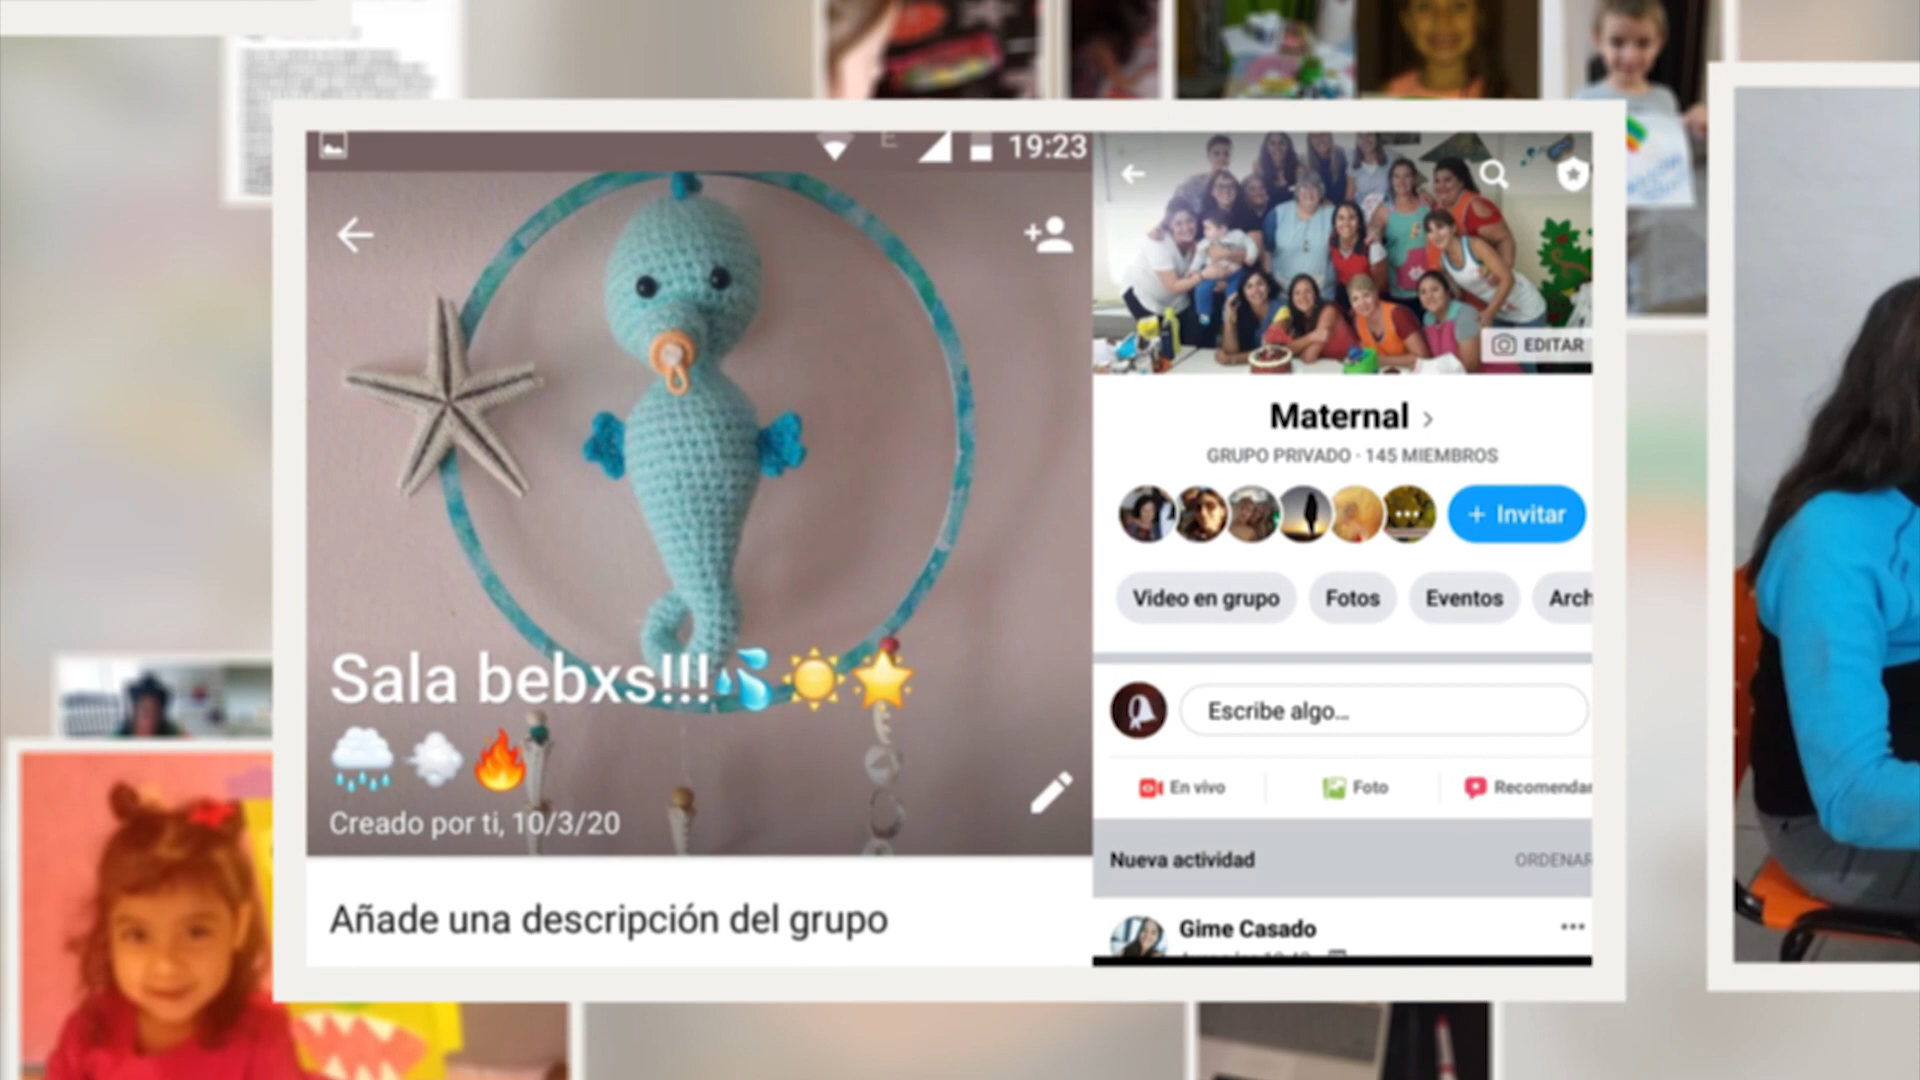 19:23
Sala bebxs!!!
Creado por ti, 10/3/20
Añade una descripción del grupo
EDITAR
Maternal
GRUPO PRIVADO · 145 MIEMBROS
+ Invitar
Video en grupo
Fotos
Eventos
Arch
Escribe algo...
En vivo
Foto
Recomendar
Nueva actividad
ORDENAR
Gime Casado